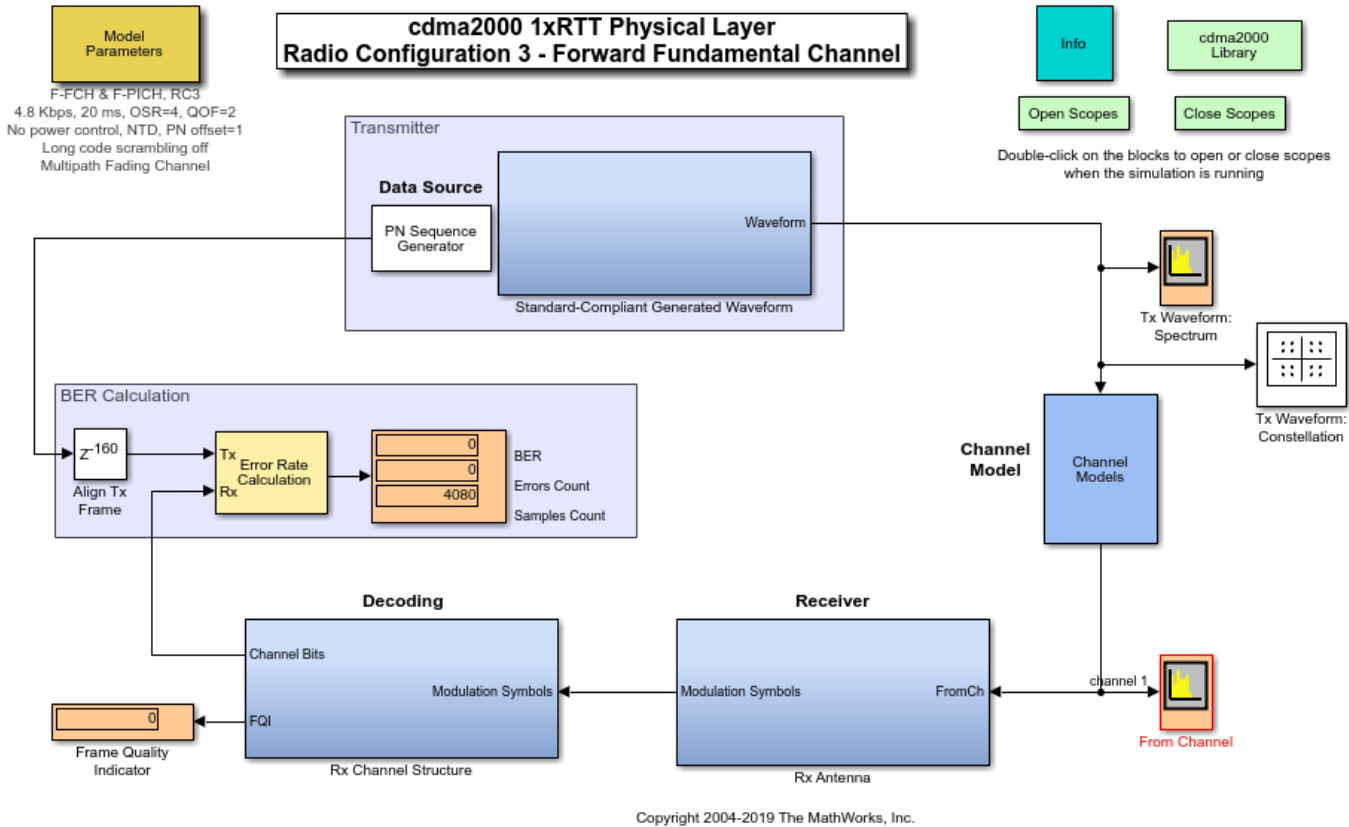 Model
Parameters
F-FCH & F-PICH, RC3
4.8 Kbps, 20 ms, OSR=4, QOF=2
No power control, NTD, PN offset=1
Long code scrambling off
Multipath Fading Channel
cdma2000 1xRTT Physical Layer
Radio Configuration 3 - Forward Fundamental Channel
Info
cdma2000
Library
Open Scopes
Close Scopes
Double-click on the blocks to open or close scopes
when the simulation is running
Transmitter
Data Source
PN Sequence
Generator
Waveform
Standard-Compliant Generated Waveform
Tx Waveform:
Spectrum
Tx Waveform:
Constellation
BER Calculation
Z-160
Align Tx
Frame
Tx
Rx
Error Rate
Calculation
0
0
4080
BER
Errors Count
Samples Count
Channel
Model
Channel
Models
Decoding
Channel Bits
Modulation Symbols
FQI
Rx Channel Structure
0
Frame Quality
Indicator
Receiver
Modulation Symbols
FromCh
Rx Antenna
channel 1
From Channel
Copyright 2004-2019 The MathWorks, Inc.